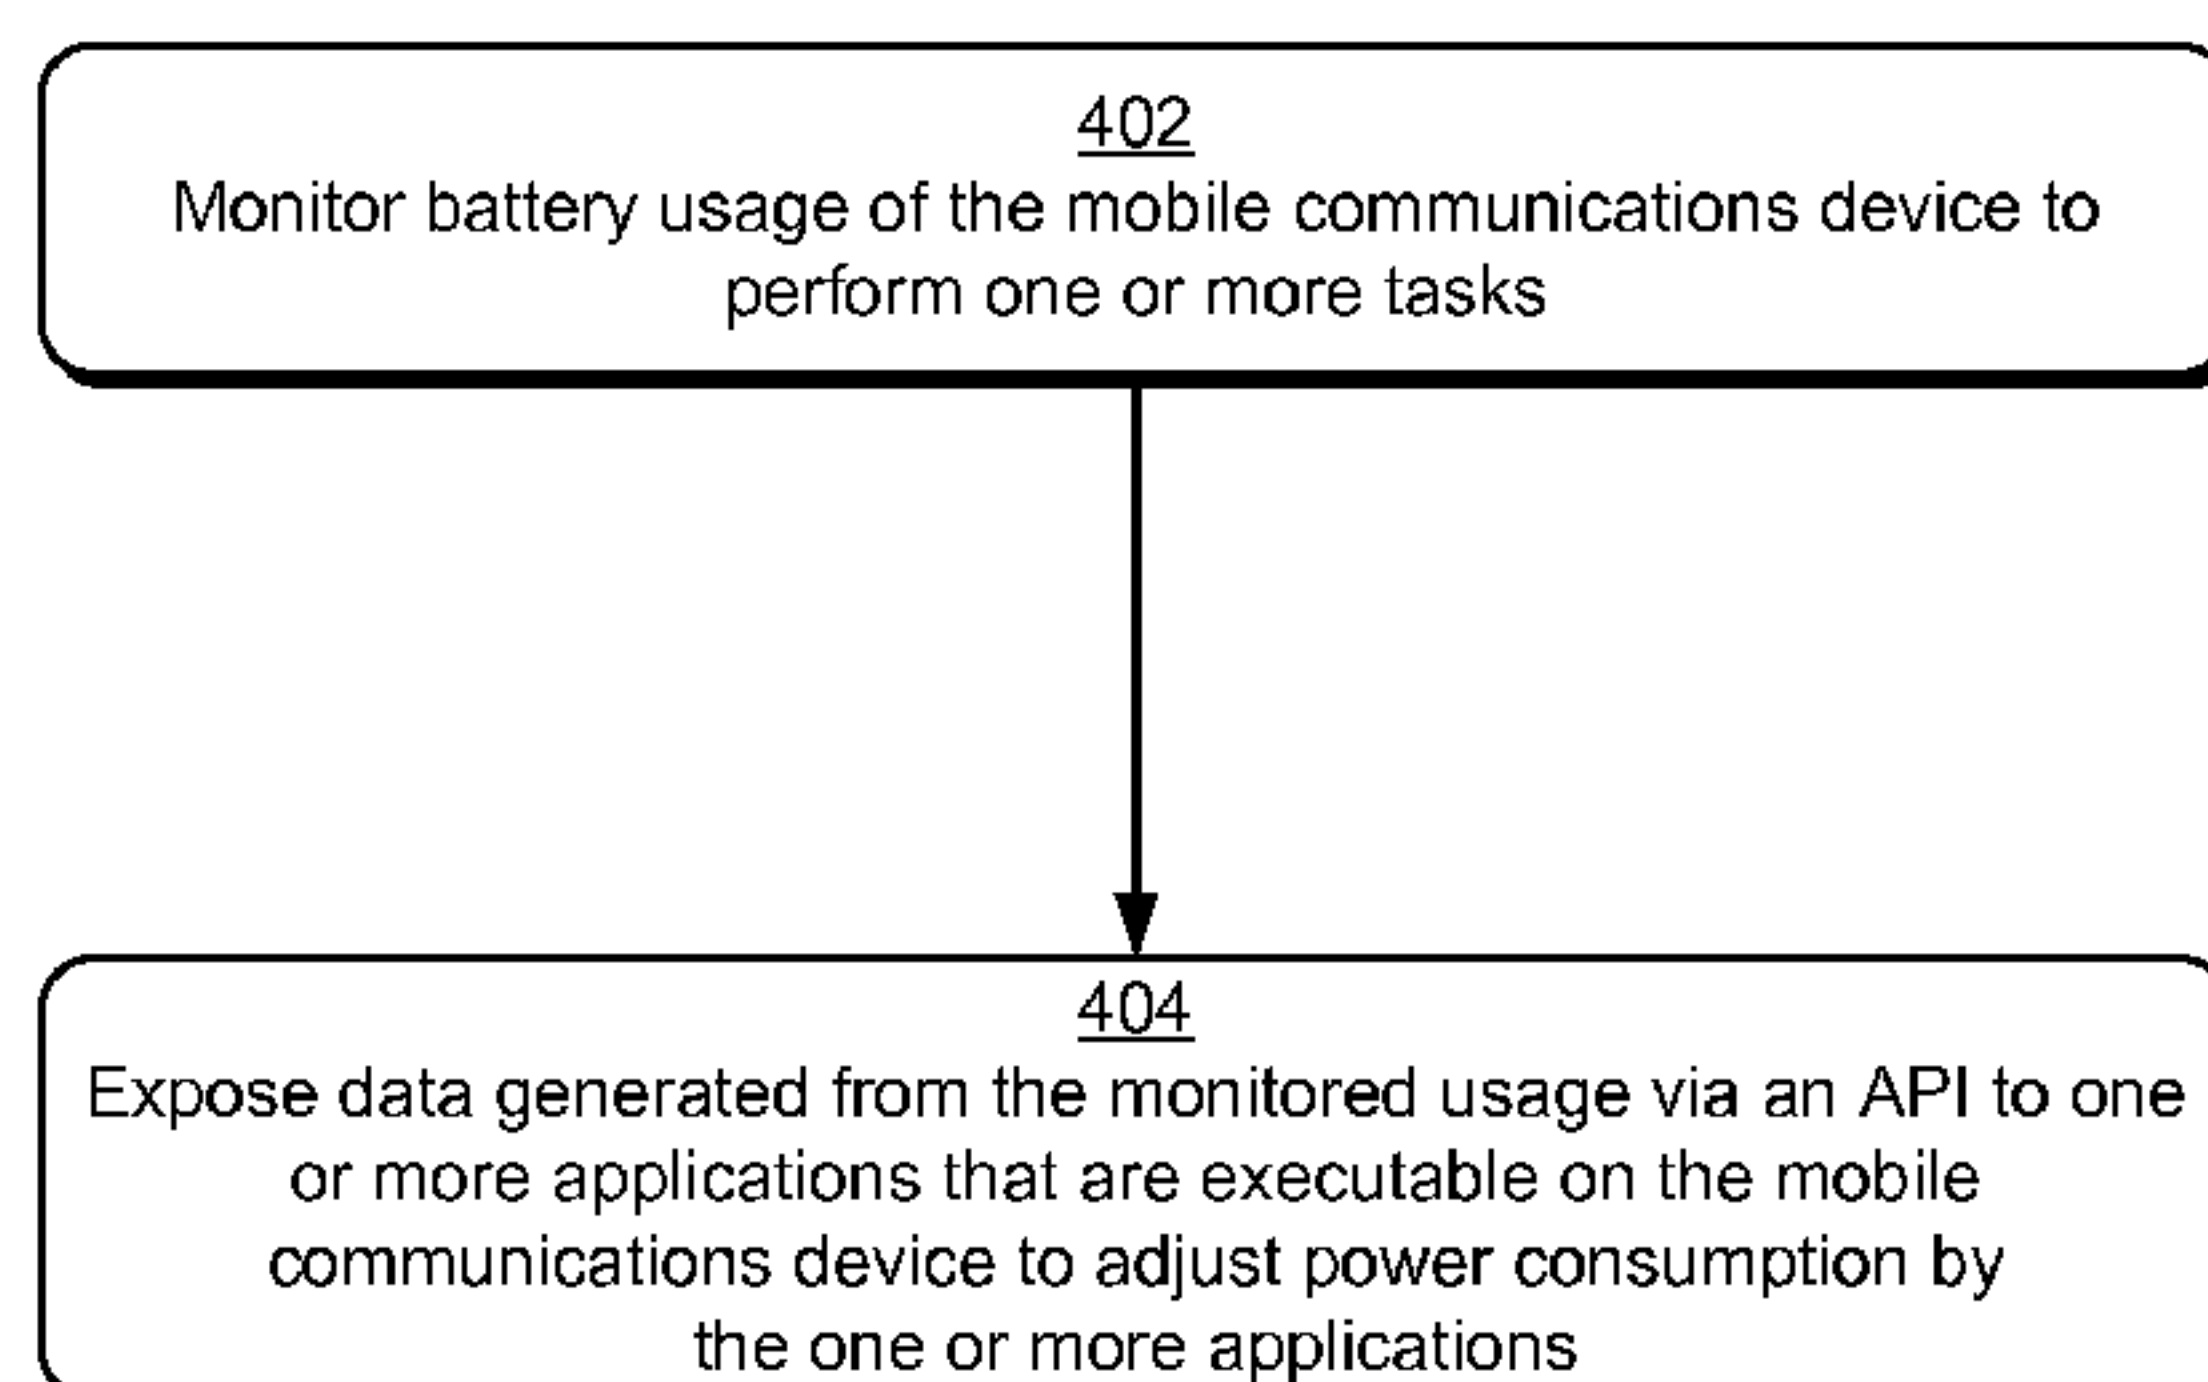 402
Monitor battery usage of the mobile communications device to
perform one or more tasks
404
Expose data generated from the monitored usage via an API to one
or more applications that are executable on the mobile
communications device to adjust power consumption by
the one or more applications